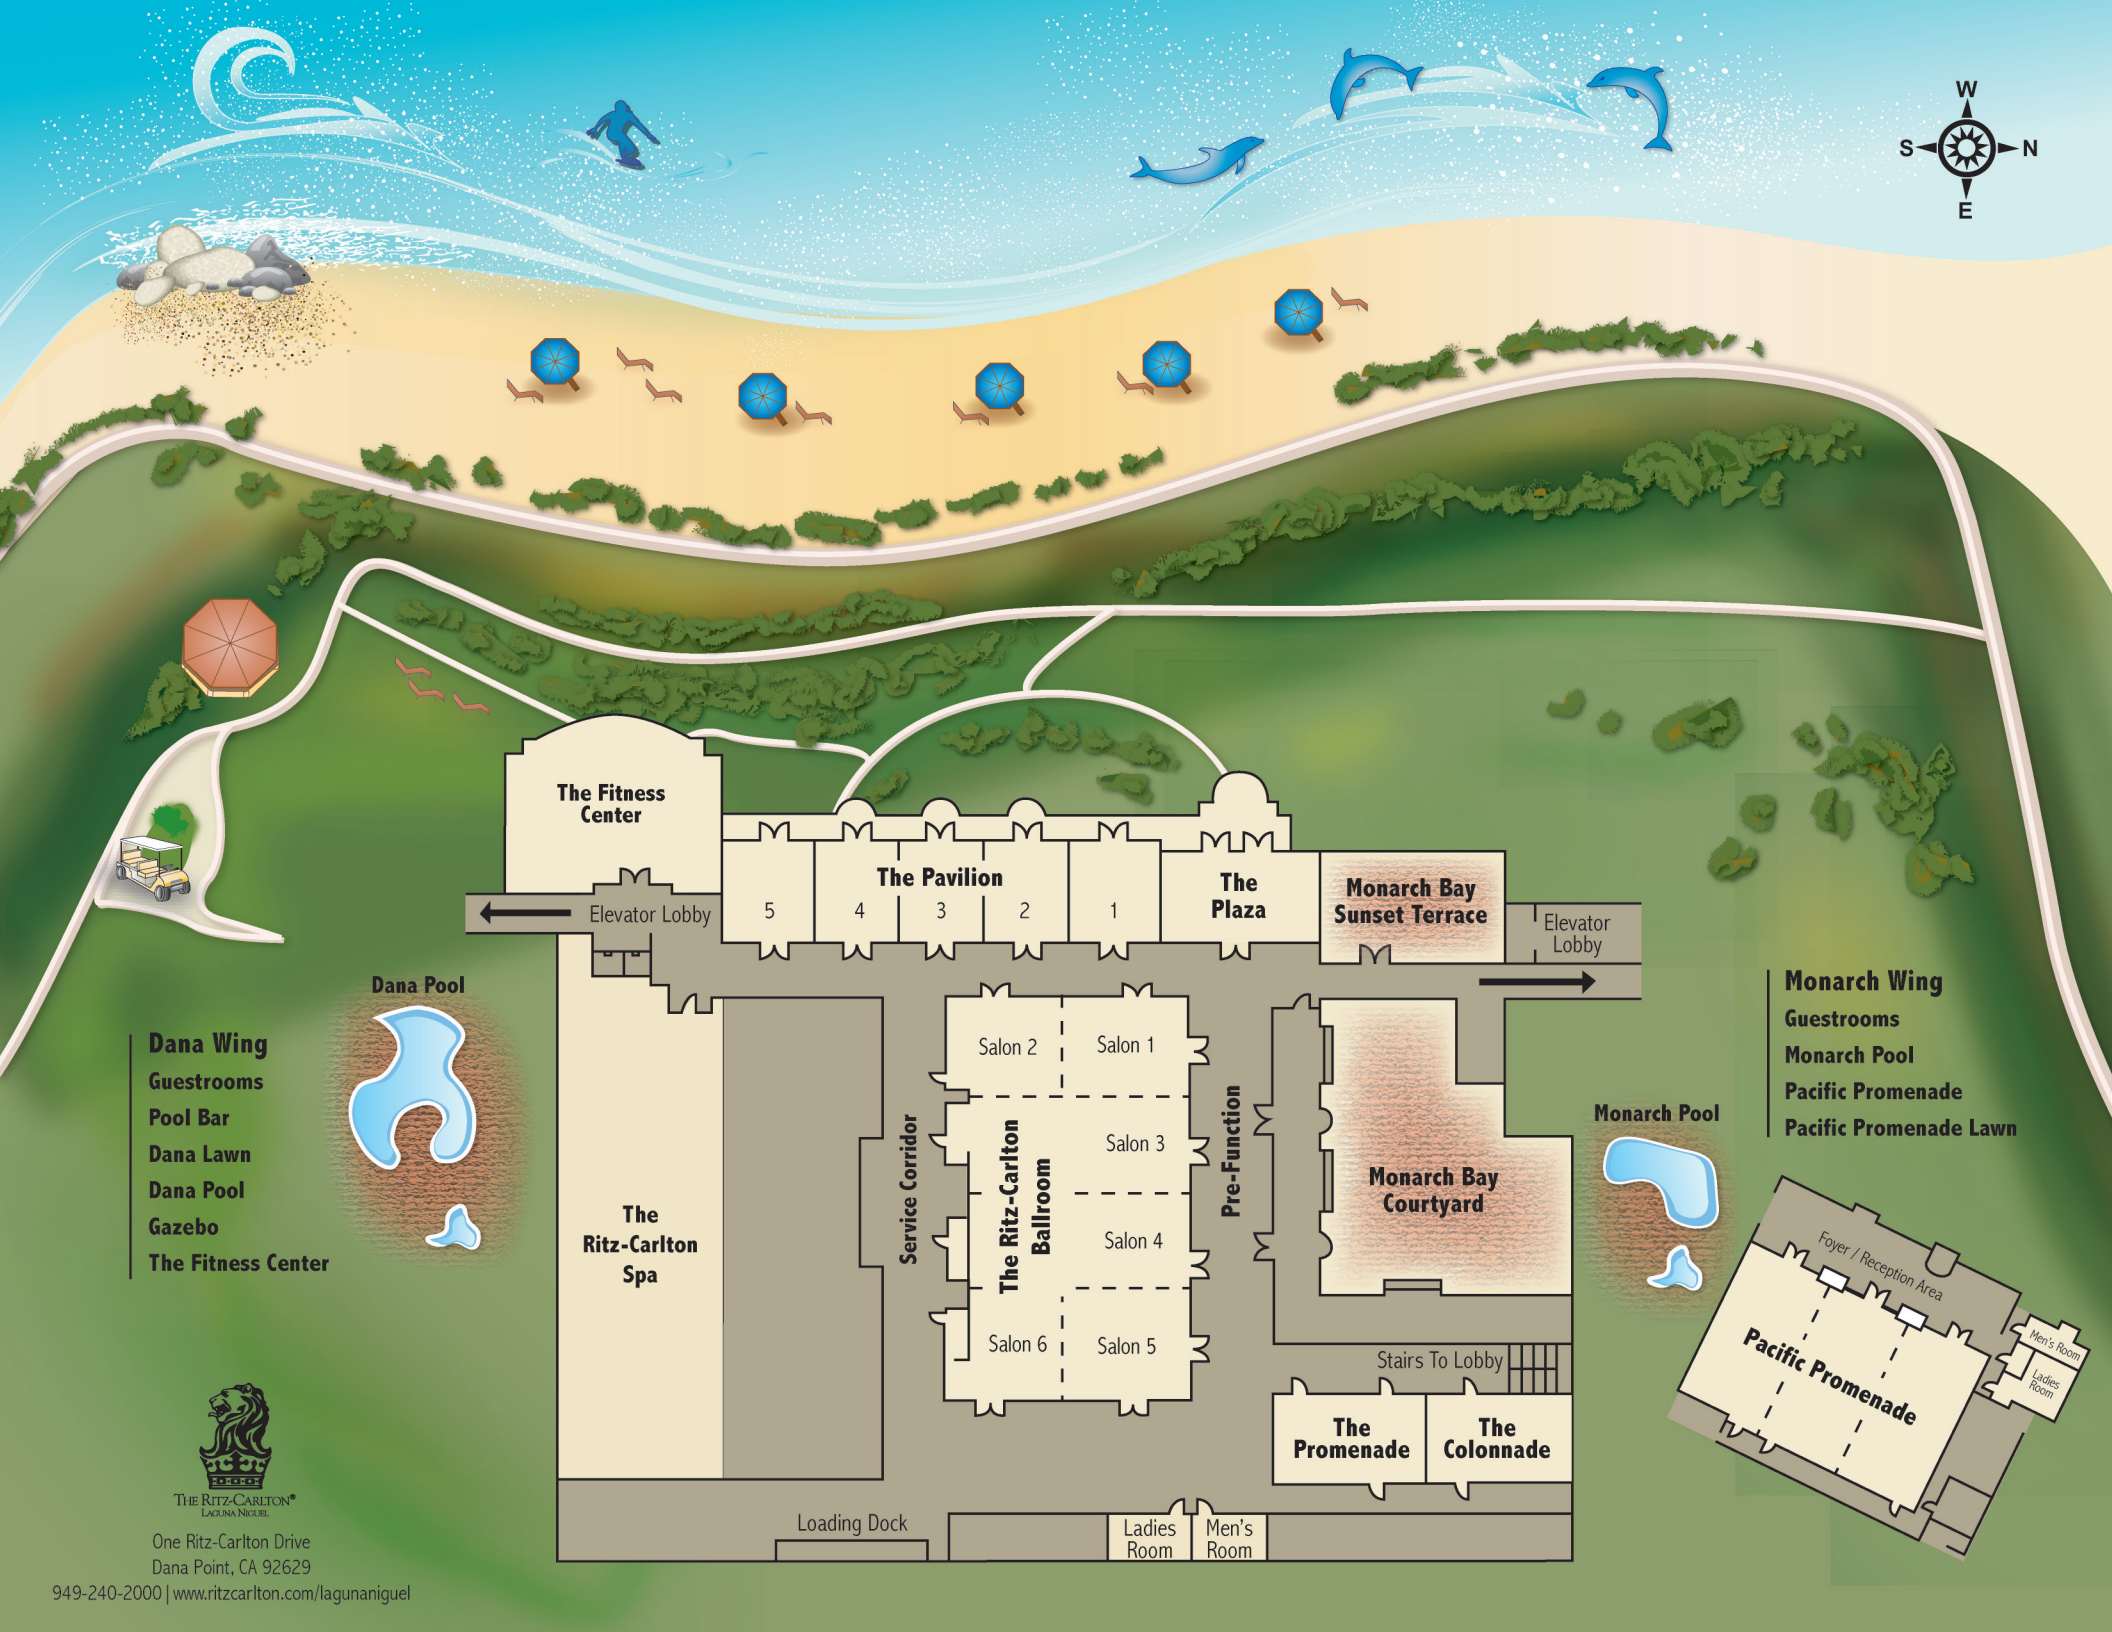 W
S
N
E
The Fitness
Center
Elevator Lobby
The Pavilion
5
4
3
2
1
The
Plaza
Monarch Bay
Sunset Terrace
Elevator
Lobby
Dana Pool
Dana Wing
Guestrooms
Pool Bar
Dana Lawn
Dana Pool
Gazebo
The Fitness Center
Monarch Wing
Guestrooms
Monarch Pool
Pacific Promenade
Pacific Promenade Lawn
Salon 2
Salon 1
Salon 3
Salon 4
Salon 6
Salon 5
The Ritz-Carlton
Ballroom
Service Corridor
Pre-Function
Monarch Bay
Courtyard
Monarch Pool
The
Ritz-Carlton
Spa
Foyer / Reception Area
Men's Room
Ladies
Room
Pacific Promenade
Stairs To Lobby
The
Promenade
The
Colonnade
Loading Dock
Ladies
Room
Men's
Room
THE RITZ-CARLTON®
LAGUNA NIGUEL
One Ritz-Carlton Drive
Dana Point, CA 92629
949-240-2000 | www.ritzcarlton.com/lagunaniguel